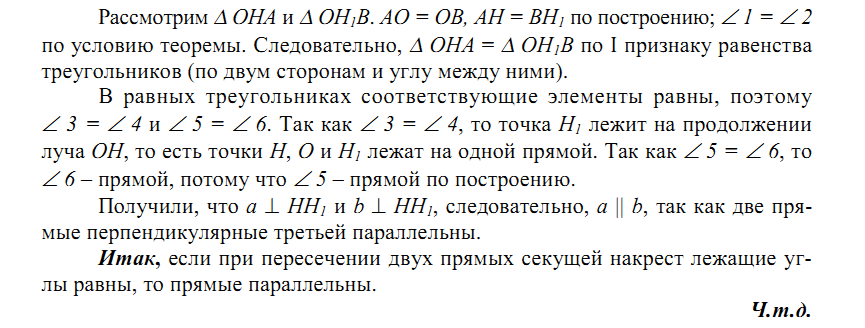 Рассмотрим Δ OHA и Δ OH₁B. AO = OB, AH = BH₁ по построению; ∠ 1 = ∠ 2
по условию теоремы. Следовательно, Δ OHA = Δ OH₁B по I признаку равенства
треугольников (по двум сторонам и углу между ними).
В равных треугольниках соответствующие элементы равны, поэтому
∠ 3 = ∠ 4 и ∠ 5 = ∠ 6. Так как ∠ 3 = ∠ 4, то точка H₁ лежит на продолжении
луча OH, то есть точки H, O и H₁ лежат на одной прямой. Так как ∠ 5 = ∠ 6, то
∠ 6 – прямой, потому что ∠ 5 – прямой по построению.
Получили, что a ⊥ HH₁ и b ⊥ HH₁, следовательно, a || b, так как две пря-
мые перпендикулярные третьей параллельны.
Итак, если при пересечении двух прямых секущей накрест лежащие уг-
лы равны, то прямые параллельны.
Ч.т.д.